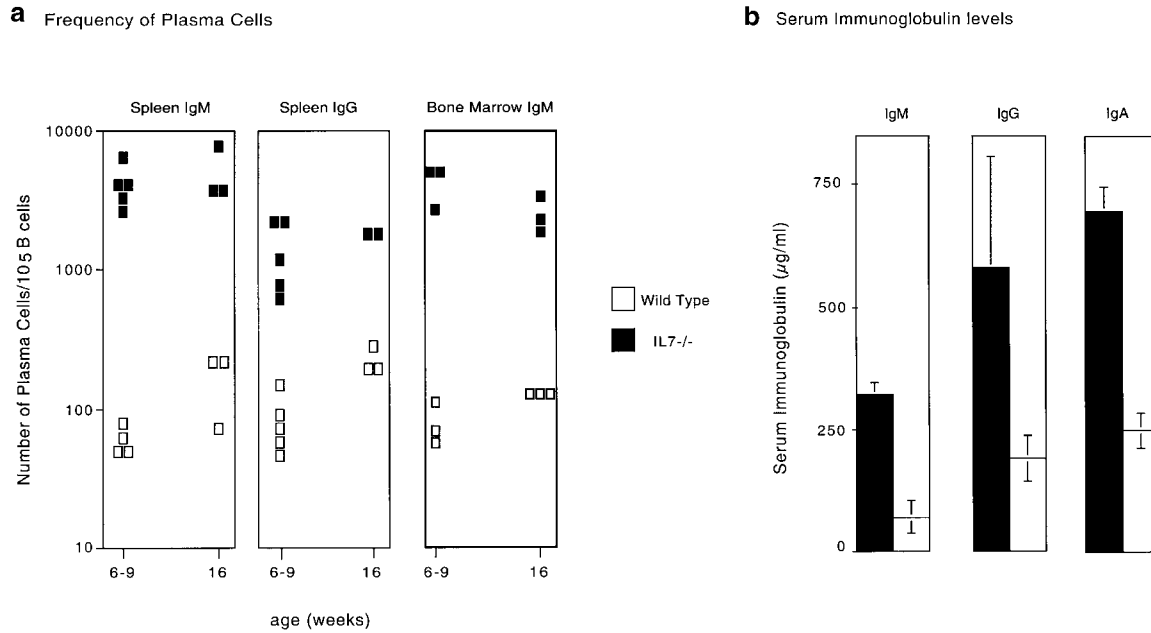 a Frequency of Plasma Cells
Spleen IgM
Spleen IgG
Bone Marrow IgM
Number of Plasma Cells/10 5 B cells
10000
1000
100
10
6-9
16
6-9
16
6-9
16
age (weeks)
Wild Type
IL7-/-
b Serum Immunoglobulin levels
IgM
IgG
IgA
Serum Immunoglobulin (μg/ml)
750
500
250
0